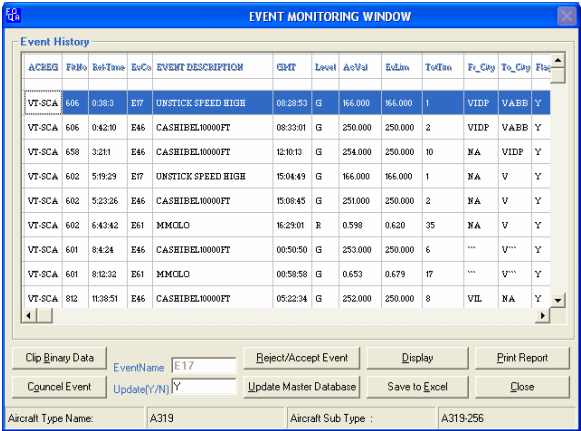 EVENT MONITORING WINDOW
Event History
ACREG FltNo Rel-Time EvCo EVENT DESCRIPTION GMT Level AcVal EvLim TotTim Fr_City To_City Flag
VT-SCA 606 0:38:3 E17 UNSTICK SPEED HIGH 08:28:53 G 166.000 166.000 1 VIDP VABB Y
VT-SCA 606 0:42:10 E46 CASHIBEL10000FT 08:33:01 G 250.000 250.000 2 VIDP VABB Y
VT-SCA 658 3:21:1 E46 CASHIBEL10000FT 12:10:13 G 254.000 250.000 10 NA VIDP Y
VT-SCA 602 5:19:29 E17 UNSTICK SPEED HIGH 15:04:49 G 166.000 166.000 1 NA V Y
VT-SCA 602 5:23:26 E46 CASHIBEL10000FT 15:08:45 G 251.000 250.000 2 NA V Y
VT-SCA 602 6:43:42 E61 MMOLO 16:29:01 R 0.598 0.620 35 NA V Y
VT-SCA 601 8:4:24 E46 CASHIBEL10000FT 00:50:50 G 253.000 250.000 6 ``` V``` Y
VT-SCA 601 8:12:32 E61 MMOLO 00:58:58 G 0.653 0.679 17 ``` V``` Y
VT-SCA 812 11:38:51 E46 CASHIBEL10000FT 05:22:34 G 252.000 250.000 8 VIL NA Y
Clip Binary Data EventName E17 Reject/Accept Event Display Print Report
Councel Event Update(Y/N) Y Update Master Database Save to Excel Close
Aircraft Type Name: A319 Aircraft Sub Type : A319-256